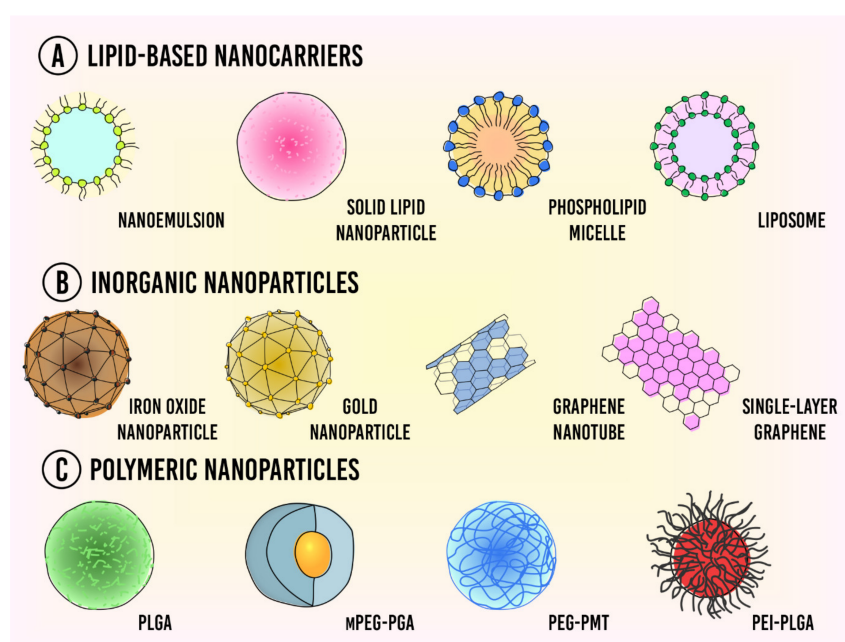 A LIPID-BASED NANOCARRIERS
NANOEMULSION
SOLID LIPID
NANOPARTICLE
PHOSPHOLIPID
MICELLE
LIPOSOME
B INORGANIC NANOPARTICLES
IRON OXIDE
NANOPARTICLE
GOLD
NANOPARTICLE
GRAPHENE
NANOTUBE
SINGLE-LAYER
GRAPHENE
C POLYMERIC NANOPARTICLES
PLGA
MPEG-PGA
PEG-PMT
PEI-PLGA